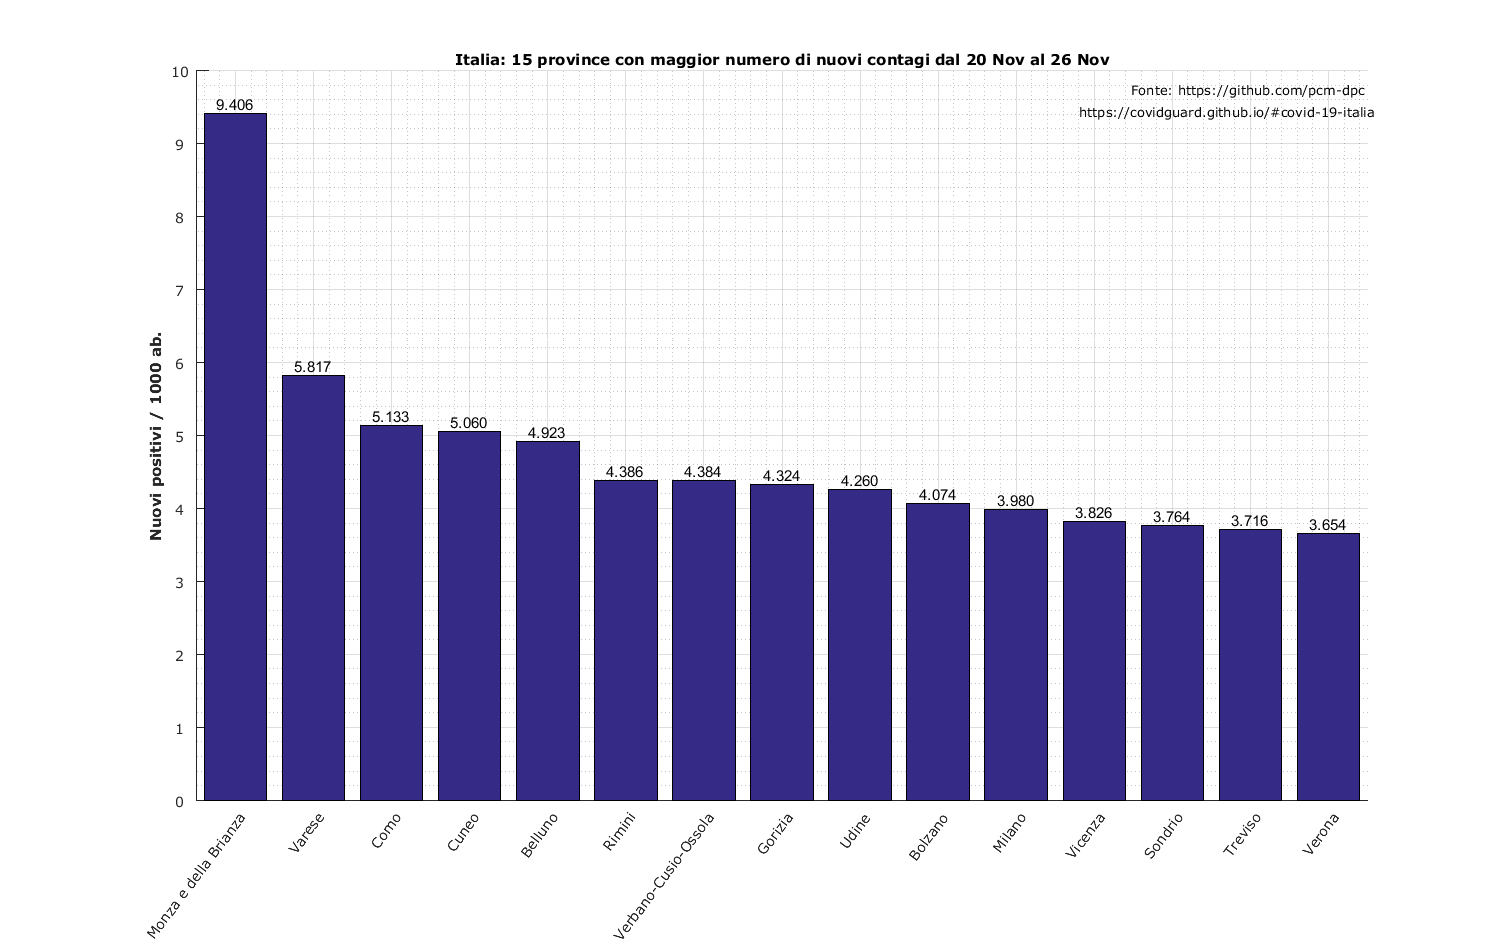 Italia: 15 province con maggior numero di nuovi contagi dal 20 Nov al 26 Nov
Fonte: https://github.com/pcm-dpc
https://covidguard.github.io/#covid-19-italia
Nuovi positivi / 1000 ab.
10
9
8
7
6
5
4
3
2
1
0
9.406
5.817
5.133
5.060
4.923
4.386
4.384
4.324
4.260
4.074
3.980
3.826
3.764
3.716
3.654
Monza e della Brianza
Varese
Como
Cuneo
Belluno
Rimini
Verbano-Cusio-Ossola
Gorizia
Udine
Bolzano
Milano
Vicenza
Sondrio
Treviso
Verona